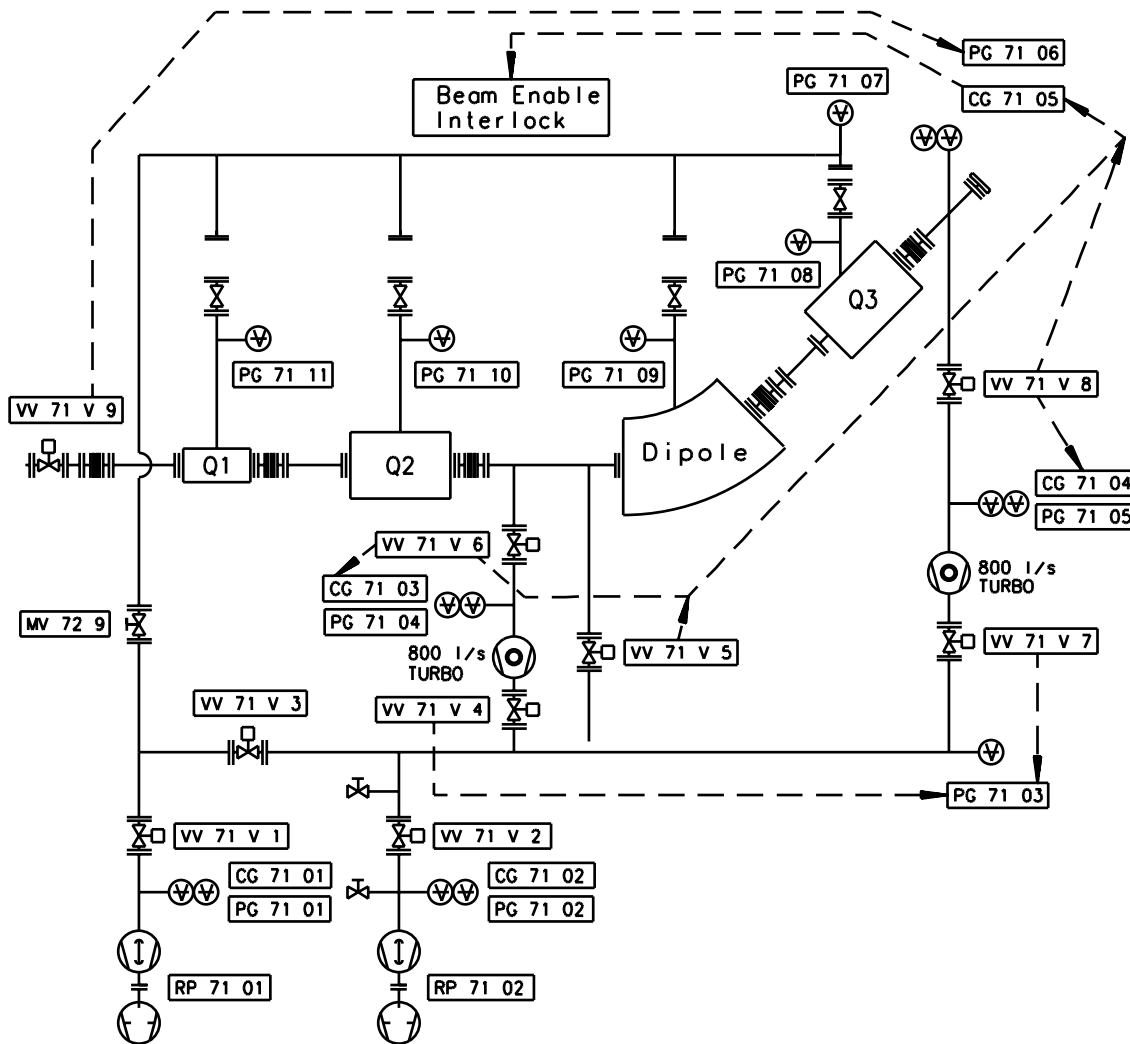 PG 71 06
Beam Enable
Interlock
PG 71 07
CG 71 05
PG 71 08
Q3
PG 71 11
PG 71 10
PG 71 09
VV 71 V 9
VV 71 V 8
Q1
Q2
Dipole
CG 71 04
PG 71 05
VV 71 V 6
CG 71 03
PG 71 04
800 l/s
TURBO
MV 72 9
800 l/s
TURBO
VV 71 V 5
VV 71 V 7
VV 71 V 3
VV 71 V 4
PG 71 03
VV 71 V 1
VV 71 V 2
CG 71 01
PG 71 01
CG 71 02
PG 71 02
RP 71 01
RP 71 02